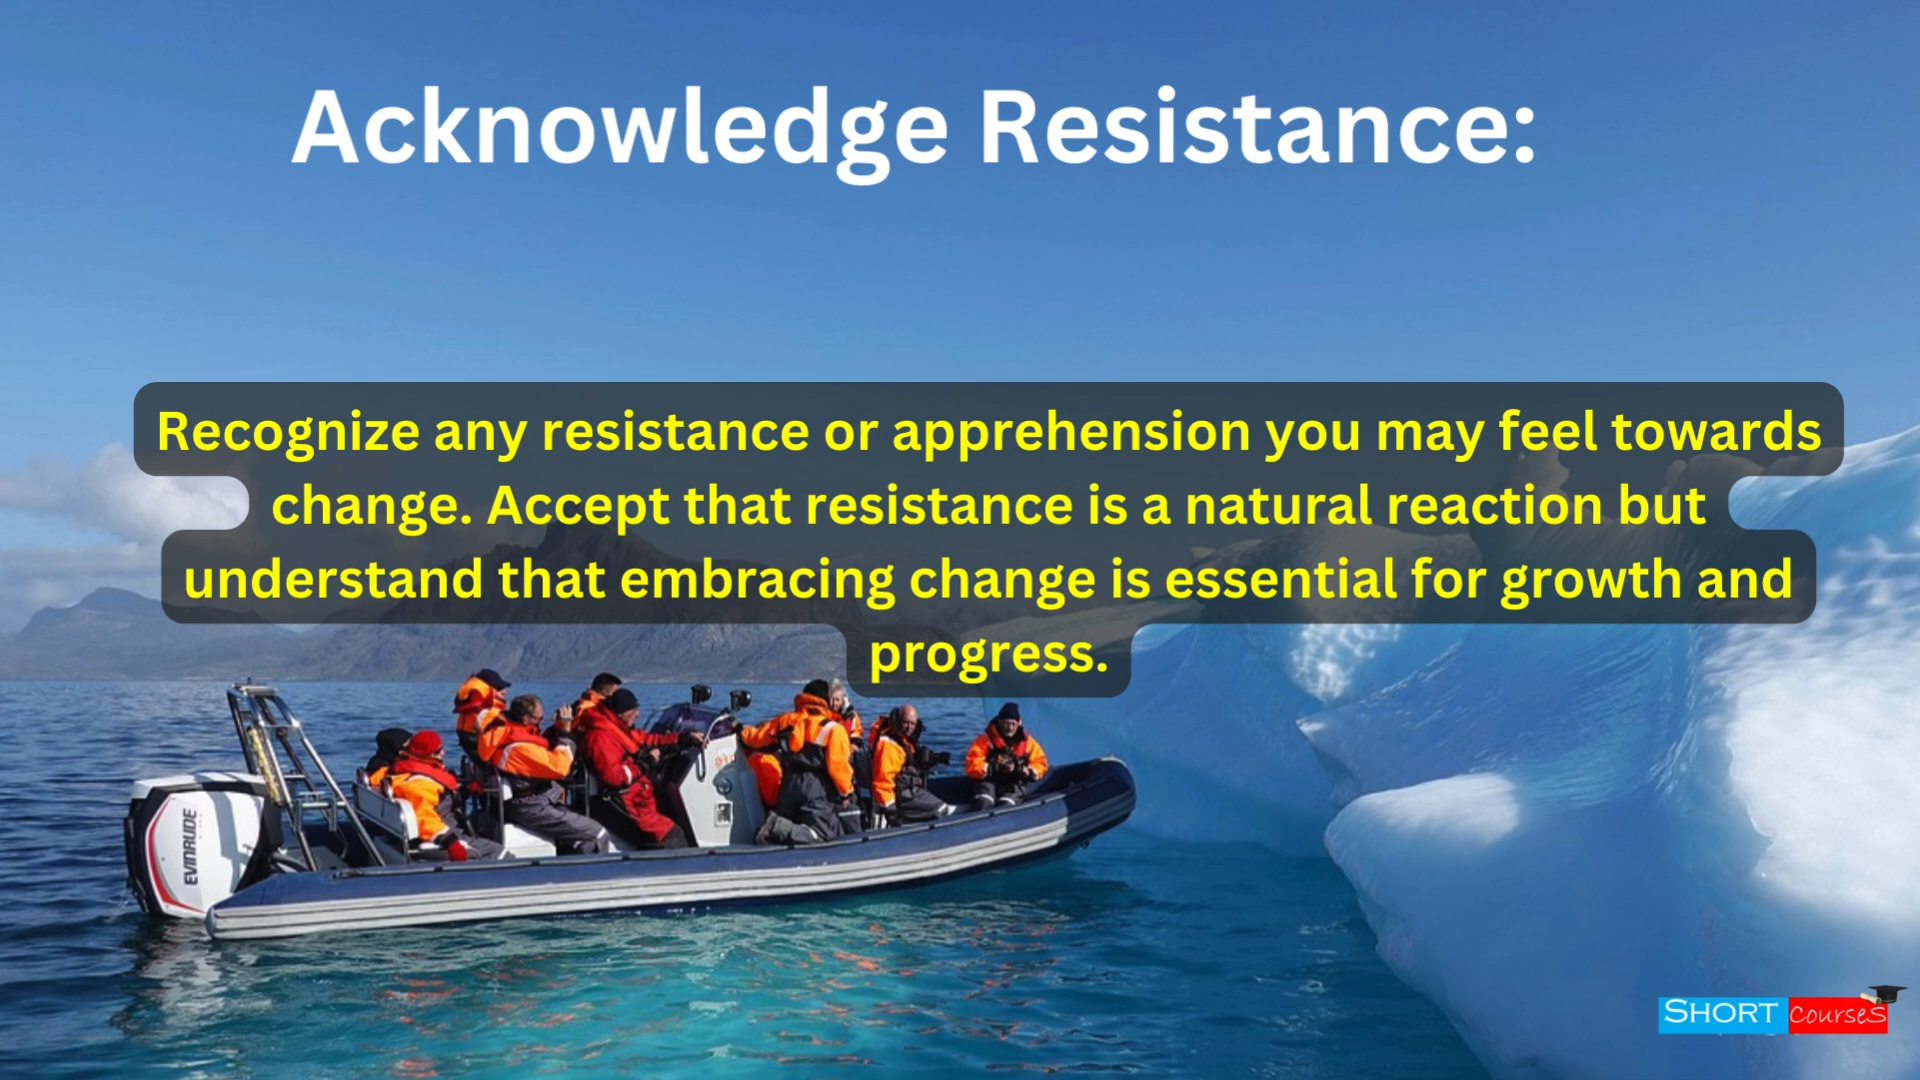 Acknowledge Resistance:
Recognize any resistance or apprehension you may feel towards
change. Accept that resistance is a natural reaction but
understand that embracing change is essential for growth and
progress.
EVINRUDE
SHORT CourseS